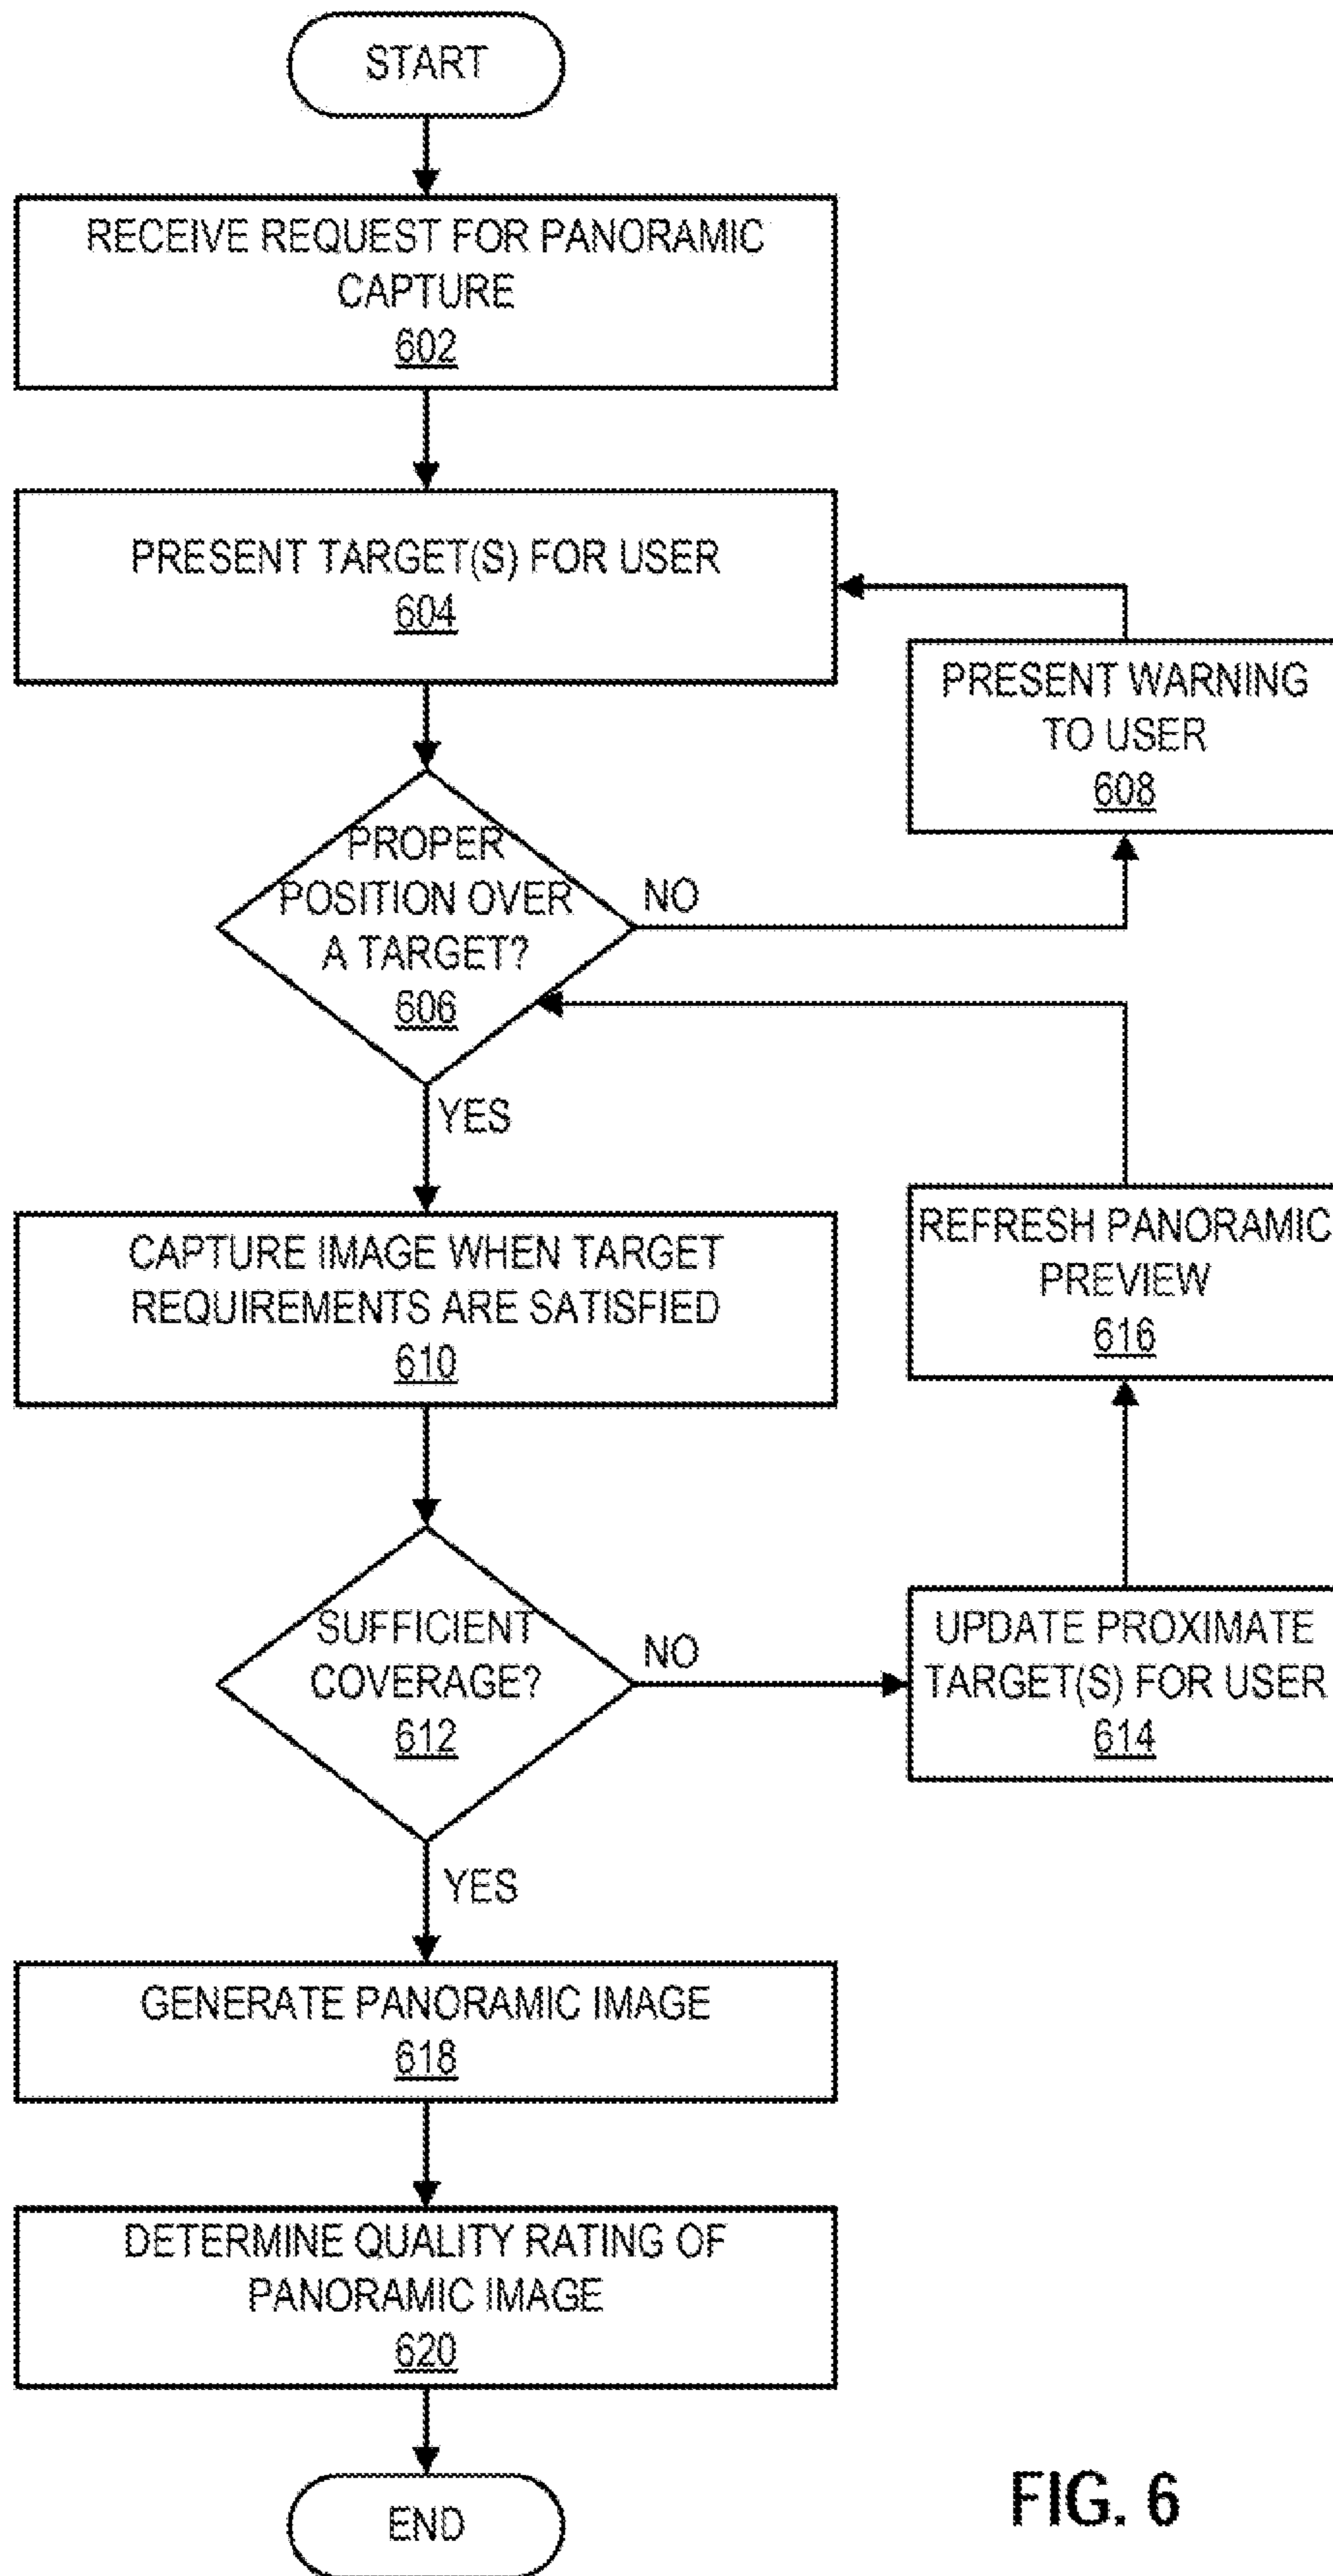 START
RECEIVE REQUEST FOR PANORAMIC
CAPTURE
602
PRESENT TARGET(S) FOR USER
604
PRESENT WARNING
TO USER
608
PROPER
POSITION OVER
A TARGET?
606
NO
YES
CAPTURE IMAGE WHEN TARGET
REQUIREMENTS ARE SATISFIED
610
REFRESH PANORAMIC
PREVIEW
616
SUFFICIENT
COVERAGE?
612
NO
UPDATE PROXIMATE
TARGET(S) FOR USER
614
YES
GENERATE PANORAMIC IMAGE
618
DETERMINE QUALITY RATING OF
PANORAMIC IMAGE
620
END
FIG. 6